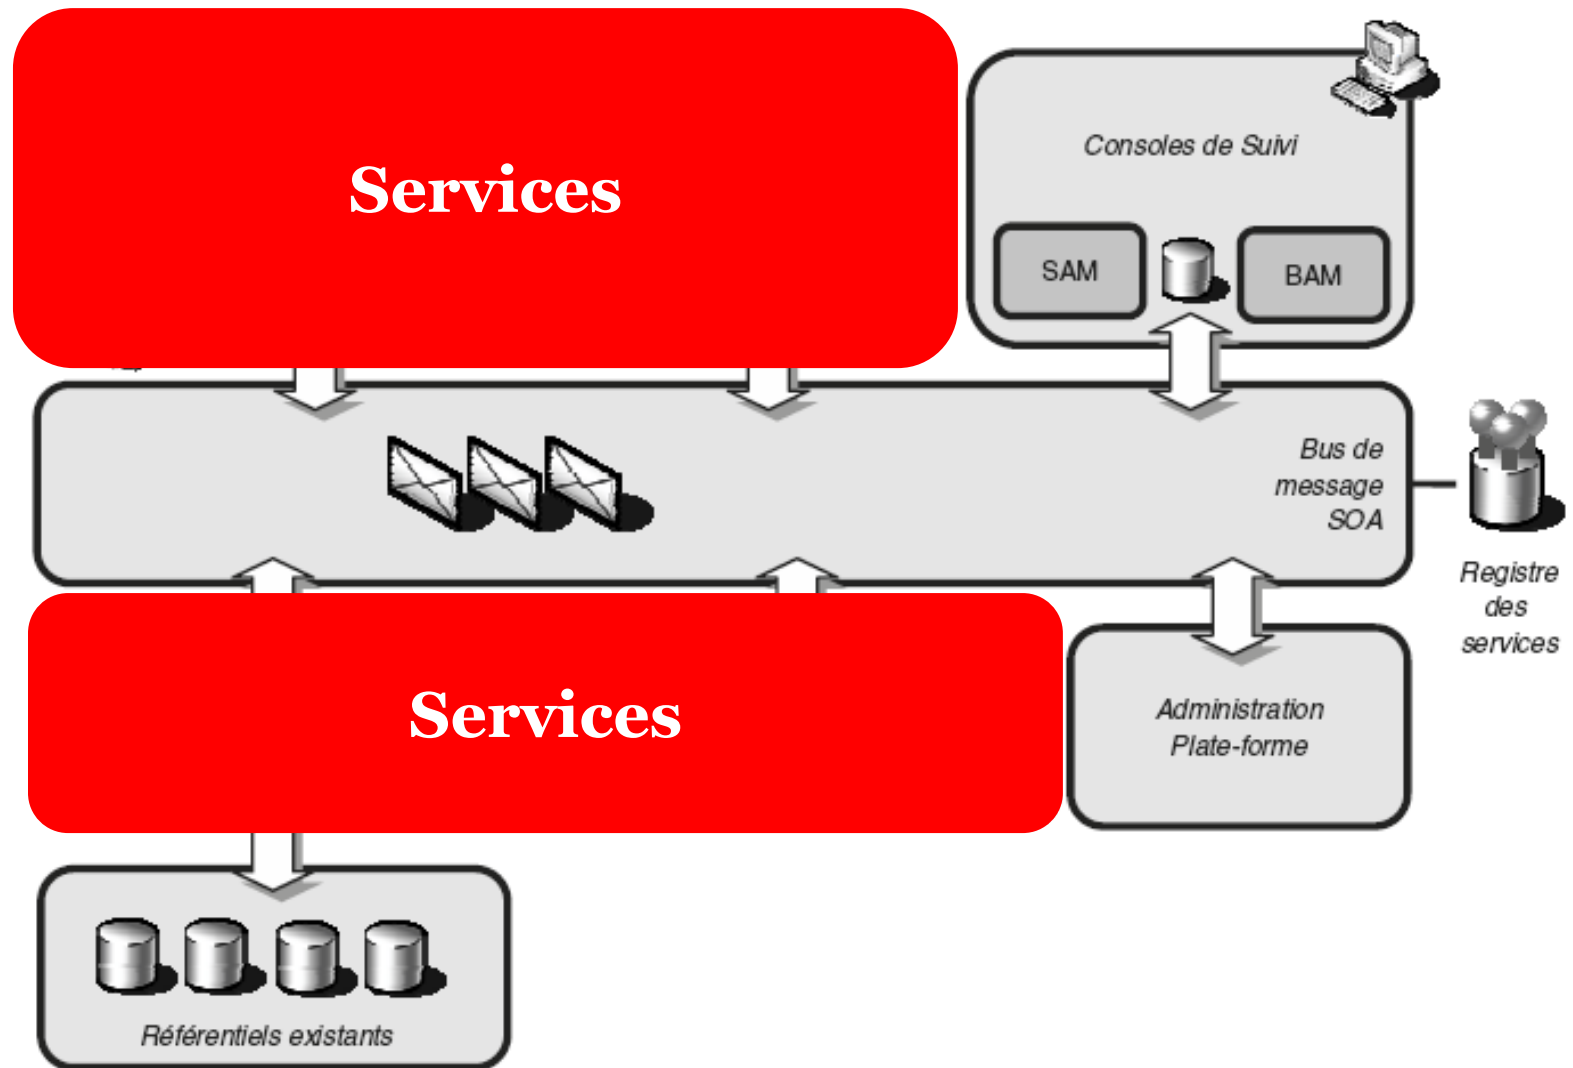 Services
Consoles de Suivi
SAM
BAM
Bus de
message
SOA
Registre
des
services
Services
Administration
Plate-forme
Référentiels existants